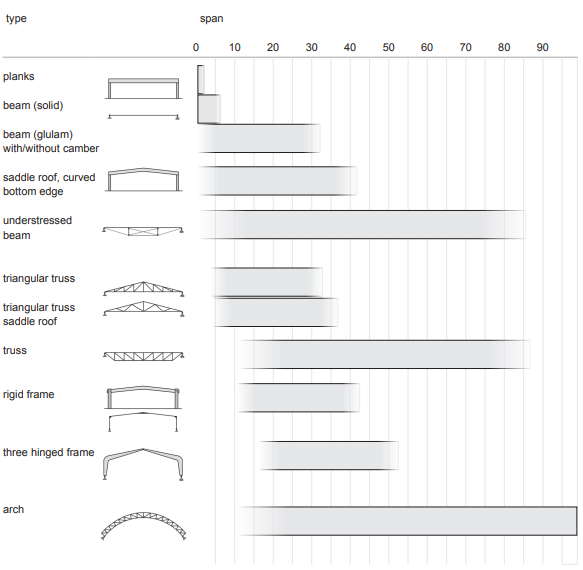 type span
0 10 20 30 40 50 60 70 80 90
planks
beam (solid)
beam (glulam)
with/without camber
saddle roof, curved
bottom edge
understressed
beam
triangular truss
triangular truss
saddle roof
truss
rigid frame
three hinged frame
arch